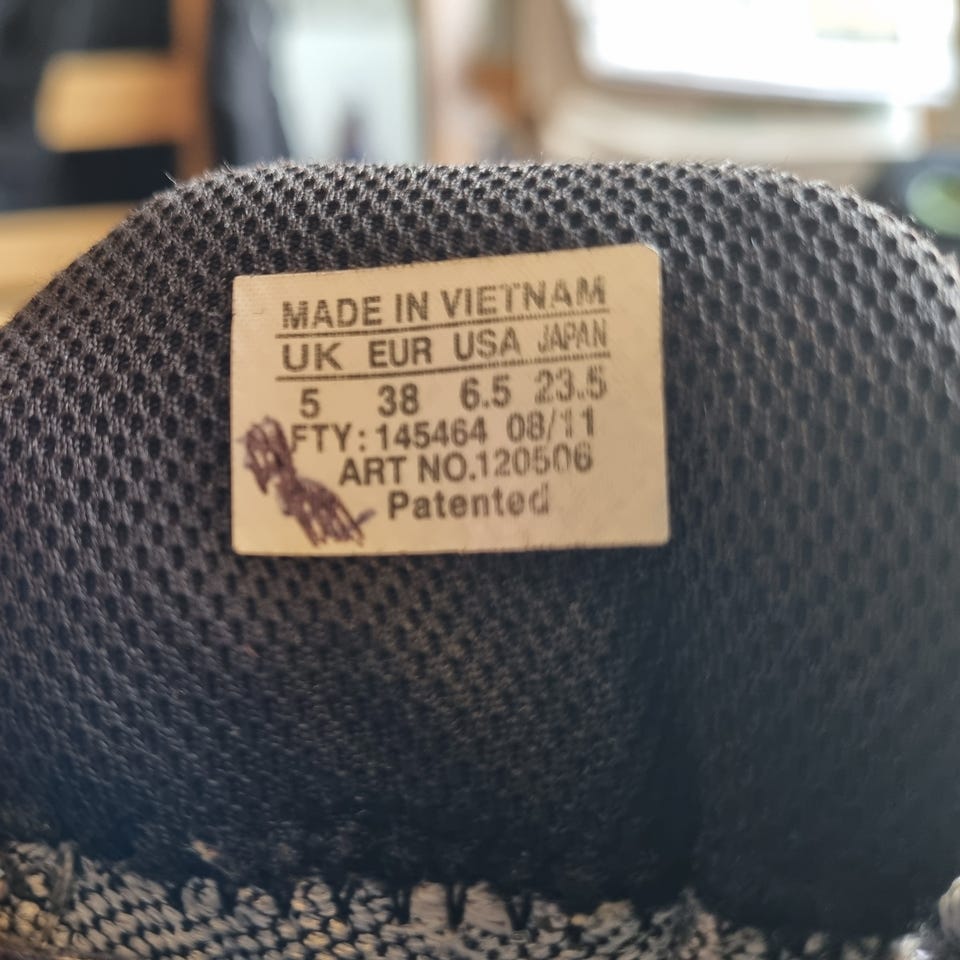 MADE IN VIETNAM
UK EUR USA JAPAN
5 38 6.5 23.5
FTY: 145464 08/11
ART NO.120506
Patented